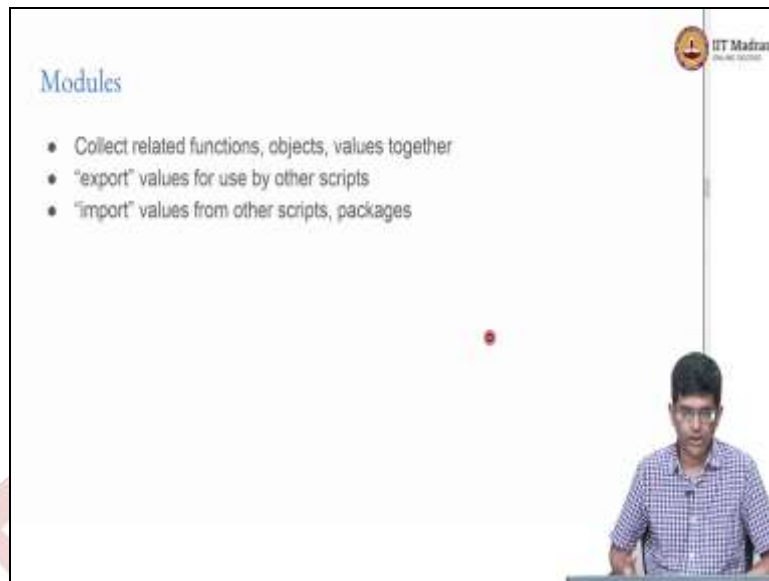 IIT Madras
Modules
● Collect related functions, objects, values together
● “export” values for use by other scripts
● “import” values from other scripts, packages